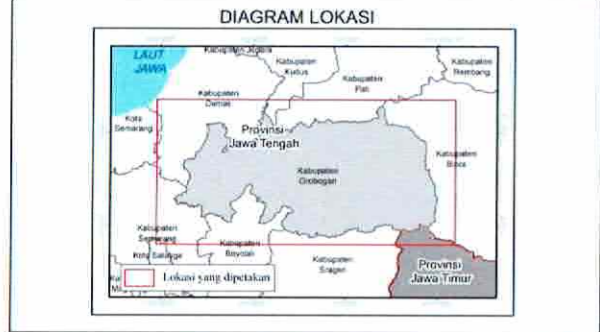 DIAGRAM LOKASI
LAUT
JAWA
Kabupaten Jepara
Kabupaten
Kudus
Kabupaten
Pati
Kabupaten
Rembang
Kabupaten
Demak
Kota
Semarang
Provinsi
Jawa Tengah
Kabupaten
Grobogan
Kabupaten
Blora
Kabupaten
Semarang
Kota Salatiga
Kabupaten
Boyolali
Kabupaten
Sragen
Provinsi
Jawa Timur
Lokasi yang dipetakan